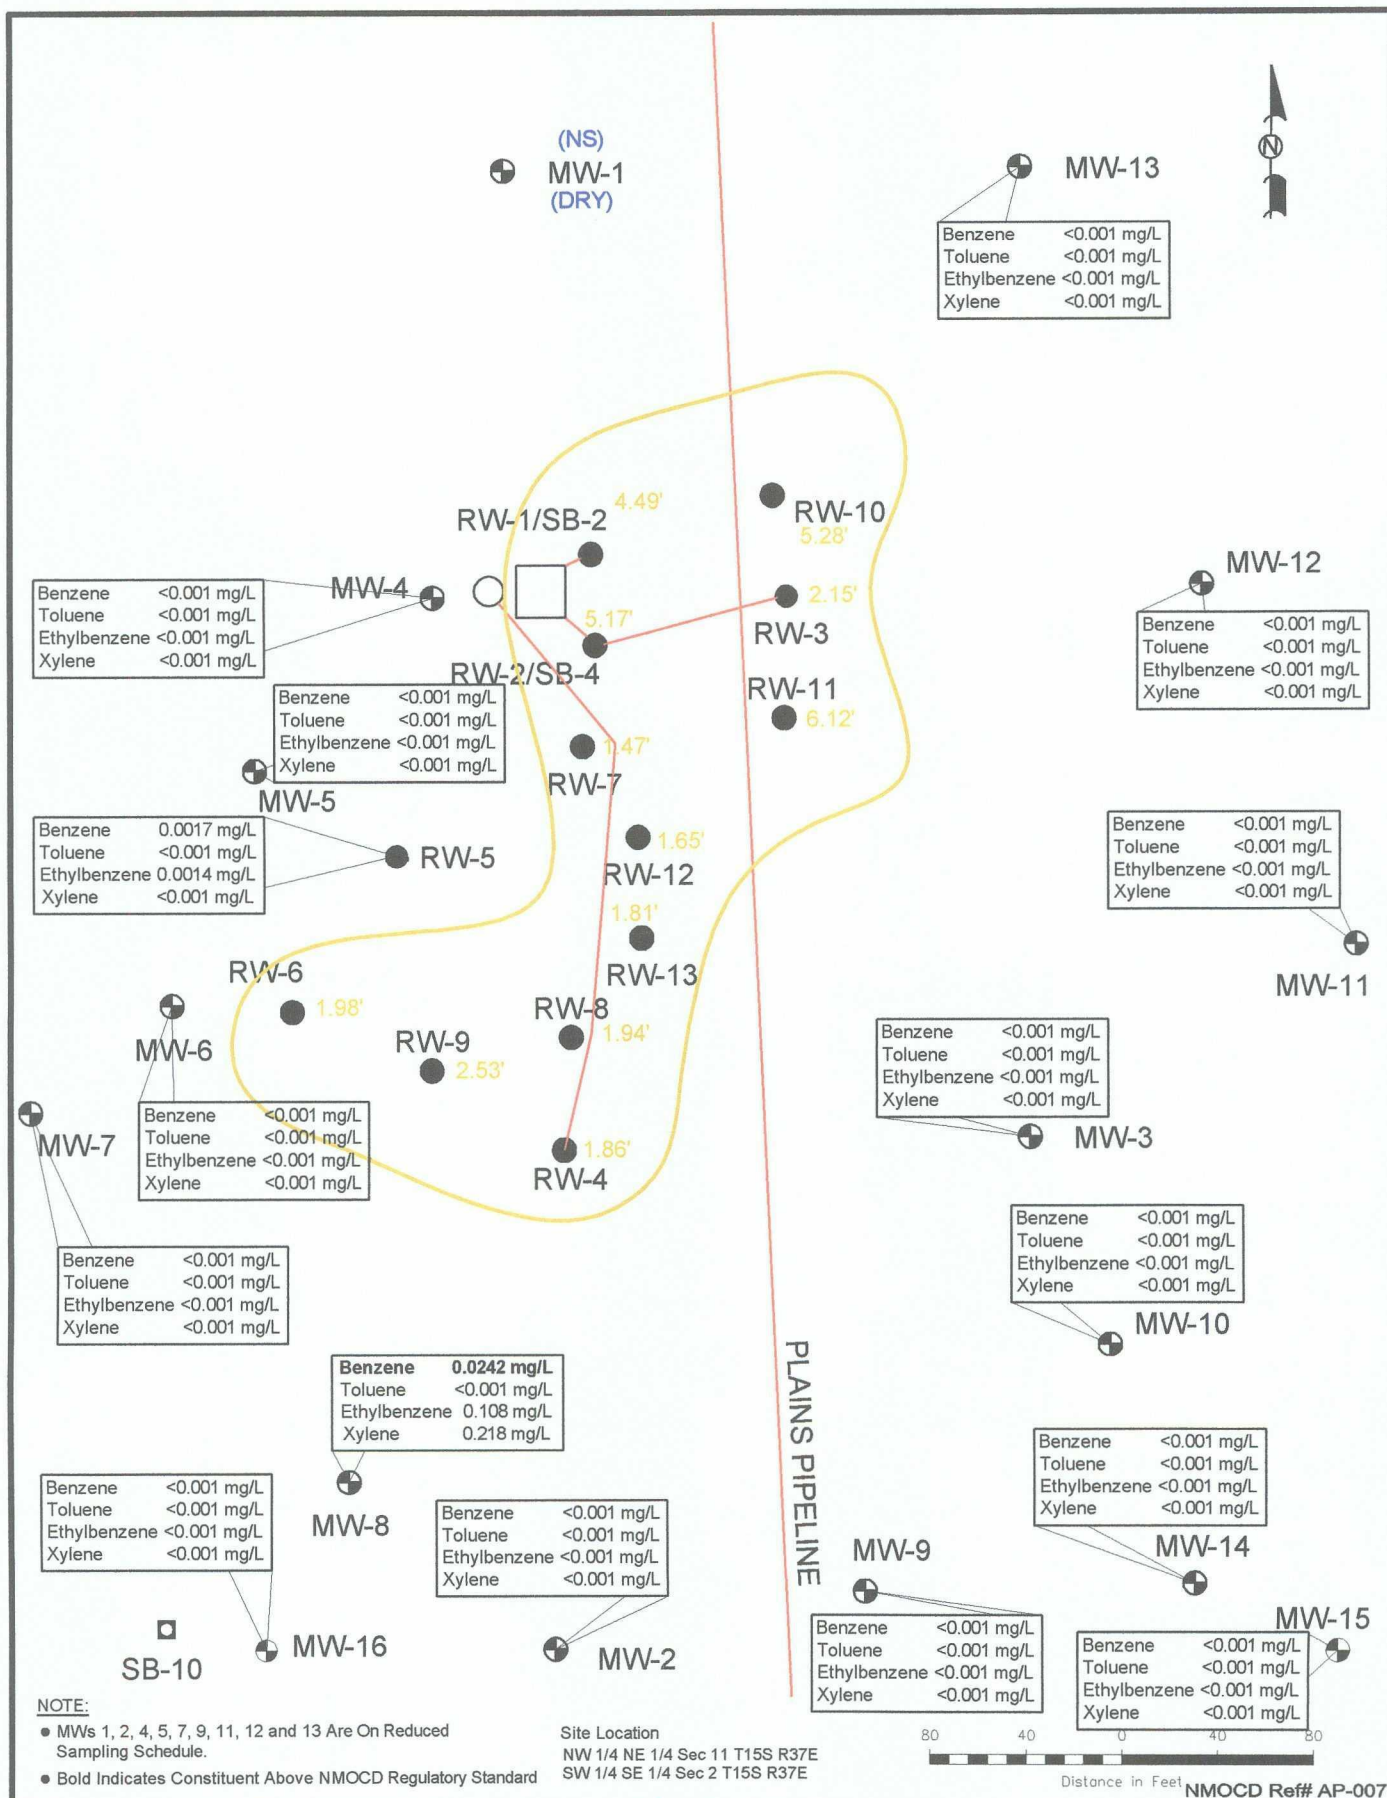 (NS)
MW-1
(DRY)
MW-13
N
Benzene <0.001 mg/L
Toluene <0.001 mg/L
Ethylbenzene <0.001 mg/L
Xylene <0.001 mg/L
4.49'
RW-1/SB-2
RW-10
5.28'
MW-4
Benzene <0.001 mg/L
Toluene <0.001 mg/L
Ethylbenzene <0.001 mg/L
Xylene <0.001 mg/L
MW-12
Benzene <0.001 mg/L
Toluene <0.001 mg/L
Ethylbenzene <0.001 mg/L
Xylene <0.001 mg/L
2.15'
RW-3
5.17'
RW-2/SB-4
RW-11
6.12'
Benzene <0.001 mg/L
Toluene <0.001 mg/L
Ethylbenzene <0.001 mg/L
Xylene <0.001 mg/L
MW-5
1.47'
RW-7
Benzene 0.0017 mg/L
Toluene <0.001 mg/L
Ethylbenzene 0.0014 mg/L
Xylene <0.001 mg/L
RW-5
1.65'
RW-12
Benzene <0.001 mg/L
Toluene <0.001 mg/L
Ethylbenzene <0.001 mg/L
Xylene <0.001 mg/L
MW-11
1.81'
RW-13
RW-6
1.98'
RW-8
1.94'
RW-9
2.53'
MW-6
Benzene <0.001 mg/L
Toluene <0.001 mg/L
Ethylbenzene <0.001 mg/L
Xylene <0.001 mg/L
Benzene <0.001 mg/L
Toluene <0.001 mg/L
Ethylbenzene <0.001 mg/L
Xylene <0.001 mg/L
MW-3
MW-7
1.86'
RW-4
Benzene <0.001 mg/L
Toluene <0.001 mg/L
Ethylbenzene <0.001 mg/L
Xylene <0.001 mg/L
Benzene <0.001 mg/L
Toluene <0.001 mg/L
Ethylbenzene <0.001 mg/L
Xylene <0.001 mg/L
MW-10
PLAINS PIPELINE
Benzene 0.0242 mg/L
Toluene <0.001 mg/L
Ethylbenzene 0.108 mg/L
Xylene 0.218 mg/L
MW-8
Benzene <0.001 mg/L
Toluene <0.001 mg/L
Ethylbenzene <0.001 mg/L
Xylene <0.001 mg/L
MW-14
Benzene <0.001 mg/L
Toluene <0.001 mg/L
Ethylbenzene <0.001 mg/L
Xylene <0.001 mg/L
MW-16
SB-10
Benzene <0.001 mg/L
Toluene <0.001 mg/L
Ethylbenzene <0.001 mg/L
Xylene <0.001 mg/L
MW-2
MW-9
Benzene <0.001 mg/L
Toluene <0.001 mg/L
Ethylbenzene <0.001 mg/L
Xylene <0.001 mg/L
MW-15
Benzene <0.001 mg/L
Toluene <0.001 mg/L
Ethylbenzene <0.001 mg/L
Xylene <0.001 mg/L
NOTE:
● MWs 1, 2, 4, 5, 7, 9, 11, 12 and 13 Are On Reduced
Sampling Schedule.
● Bold Indicates Constituent Above NMOCD Regulatory Standard
Site Location
NW 1/4 NE 1/4 Sec 11 T15S R37E
SW 1/4 SE 1/4 Sec 2 T15S R37E
80 40 0 40 80
Distance in Feet
NMOCD Ref# AP-007